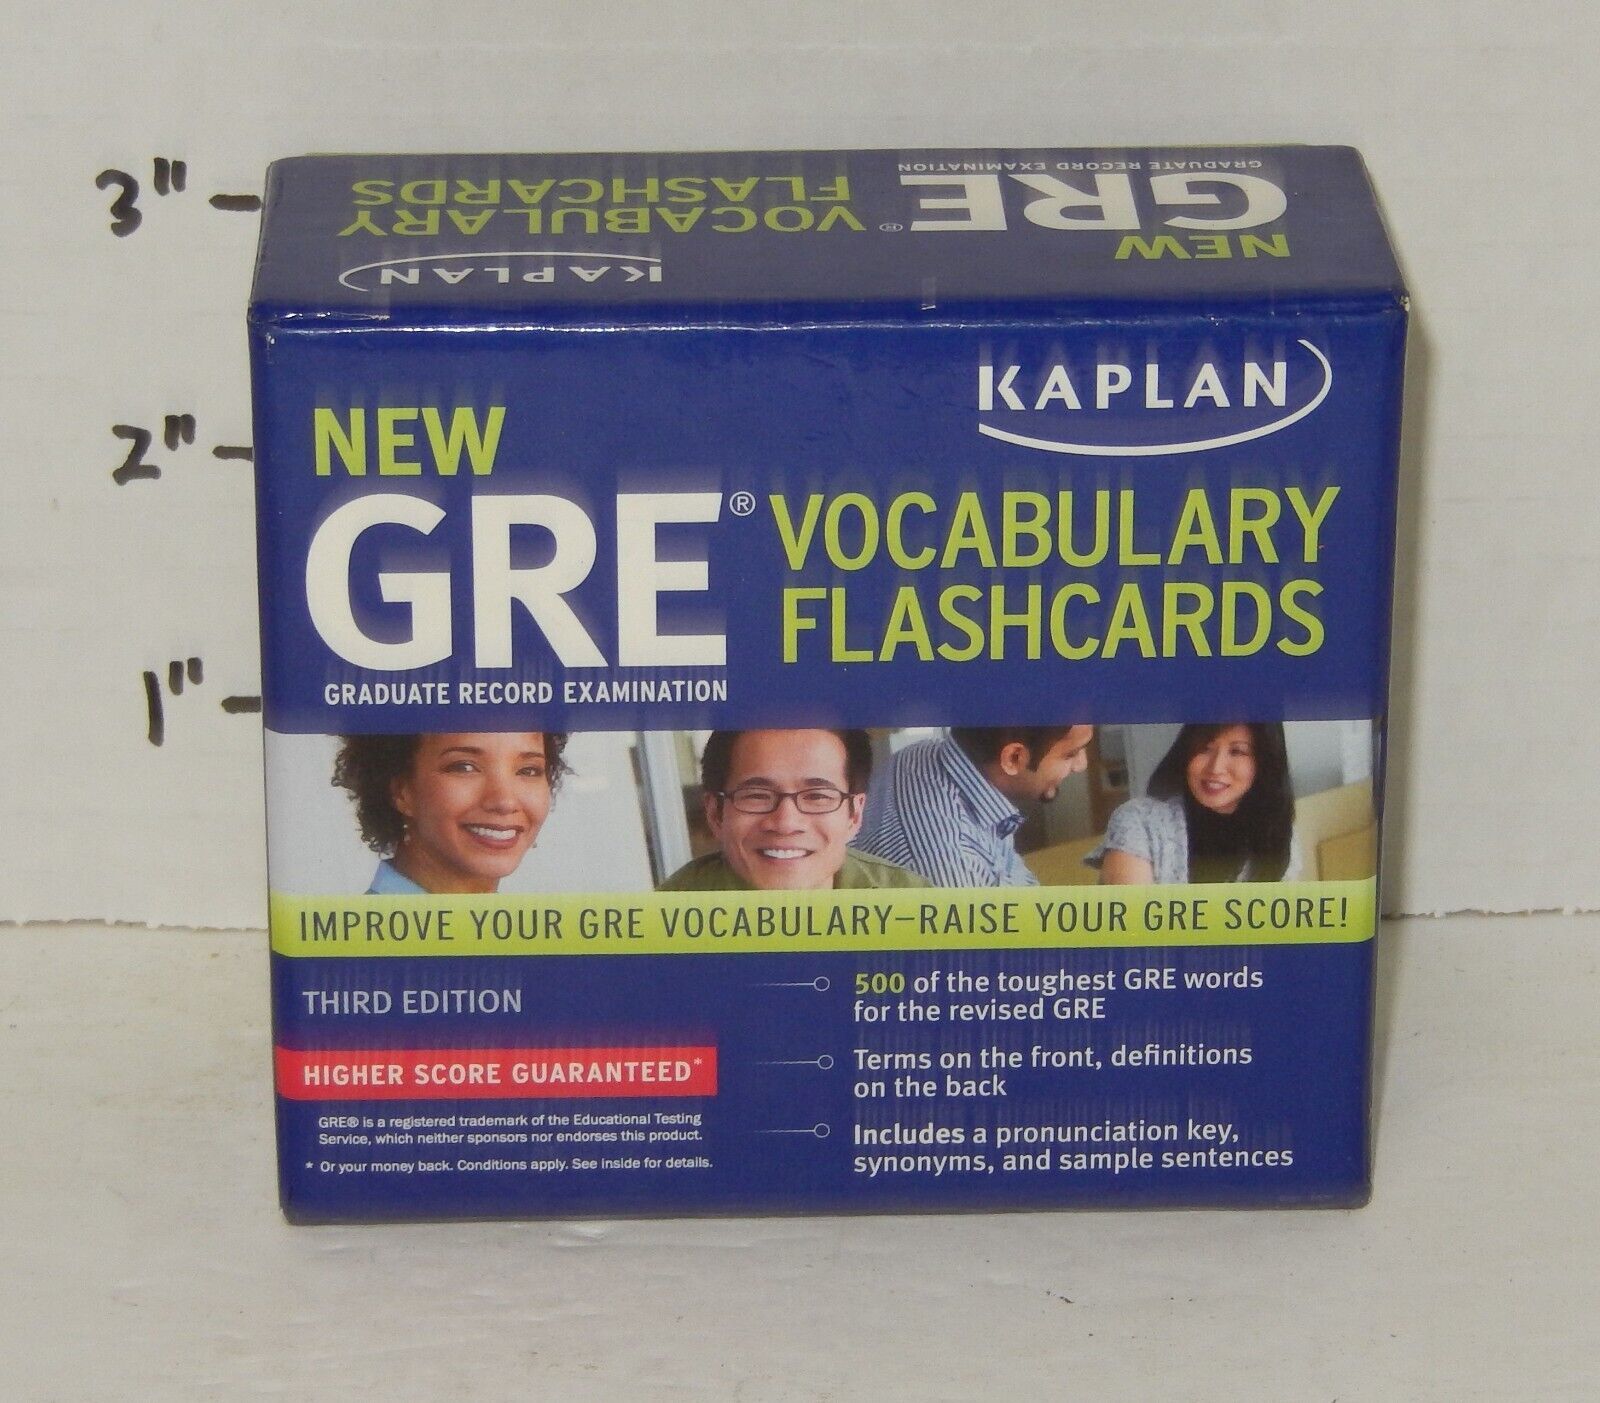 3"
2"
1"
GRADUATE RECORD EXAMINATION
NEW
GRE®
VOCABULARY
FLASHCARDS
KAPLAN
KAPLAN
NEW
GRE®
VOCABULARY
FLASHCARDS
GRADUATE RECORD EXAMINATION
IMPROVE YOUR GRE VOCABULARY–RAISE YOUR GRE SCORE!
THIRD EDITION
HIGHER SCORE GUARANTEED*
GRE® is a registered trademark of the Educational Testing
Service, which neither sponsors nor endorses this product.
* Or your money back. Conditions apply. See inside for details.
500 of the toughest GRE words
for the revised GRE
Terms on the front, definitions
on the back
Includes a pronunciation key,
synonyms, and sample sentences